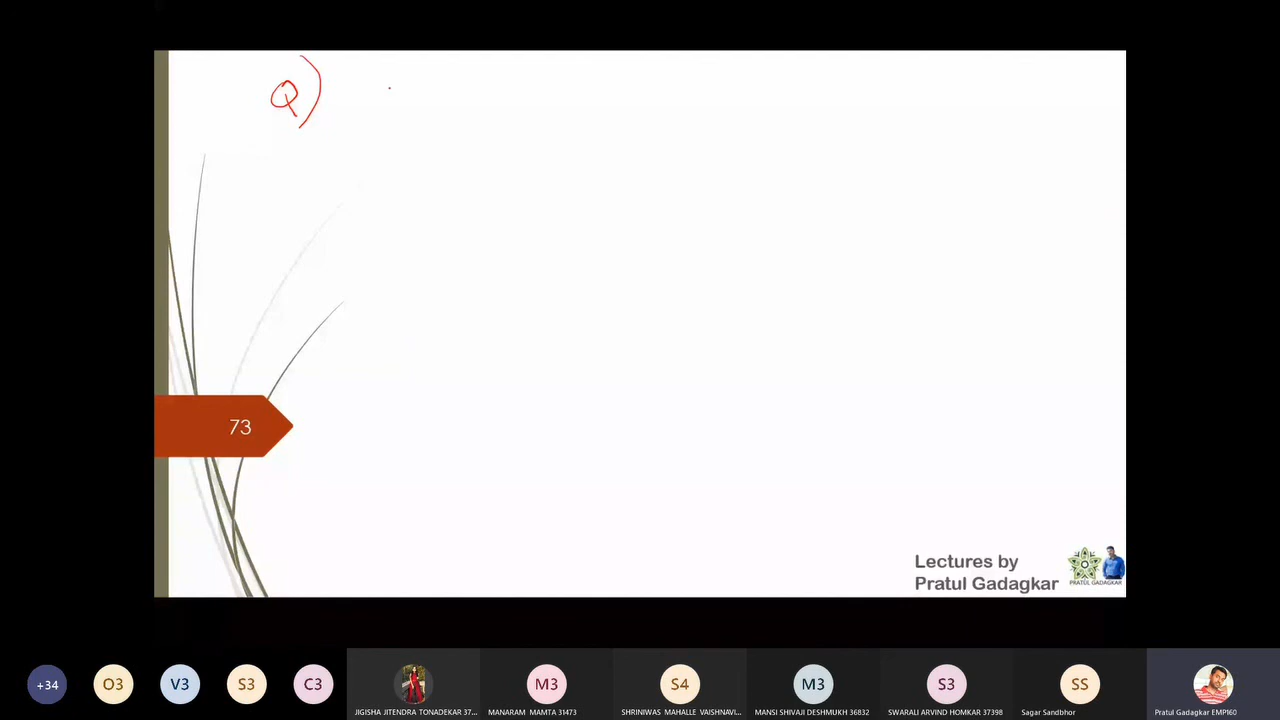 Q)
73
Lectures by
Pratul Gadagkar
PRATUL GADAGKAR
+34
O3
V3
S3
C3
M3
S4
M3
S3
SS
JIGISHA JITENDRA TONADEKAR 37...
MANARAM MAMTA 31473
SHRINIWAS MAHALLE VAISHNAVI...
MANSI SHIVAJI DESHMUKH 36832
SWARALI ARVIND HOMKAR 37398
Sagar Sandbhor
Pratul Gadagkar EMP160